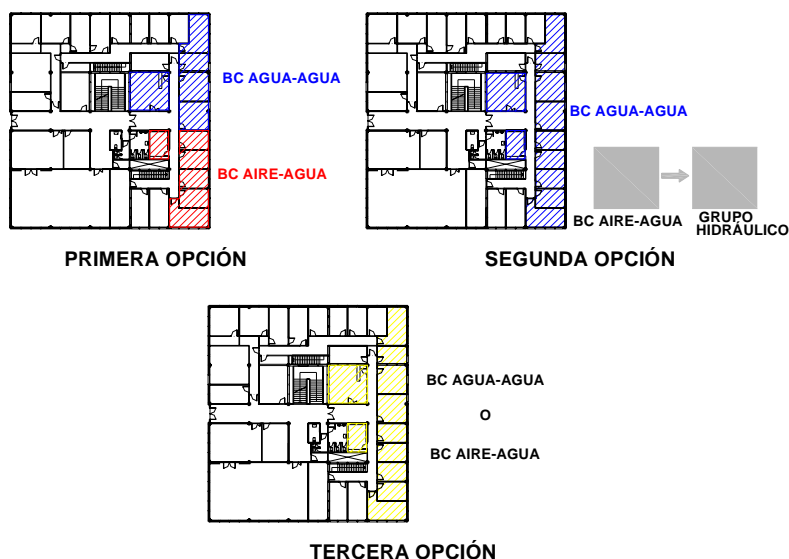 BC AGUA-AGUA
BC AIRE-AGUA
PRIMERA OPCIÓN
BC AGUA-AGUA
BC AIRE-AGUA
GRUPO
HIDRÁULICO
SEGUNDA OPCIÓN
BC AGUA-AGUA
O
BC AIRE-AGUA
TERCERA OPCIÓN